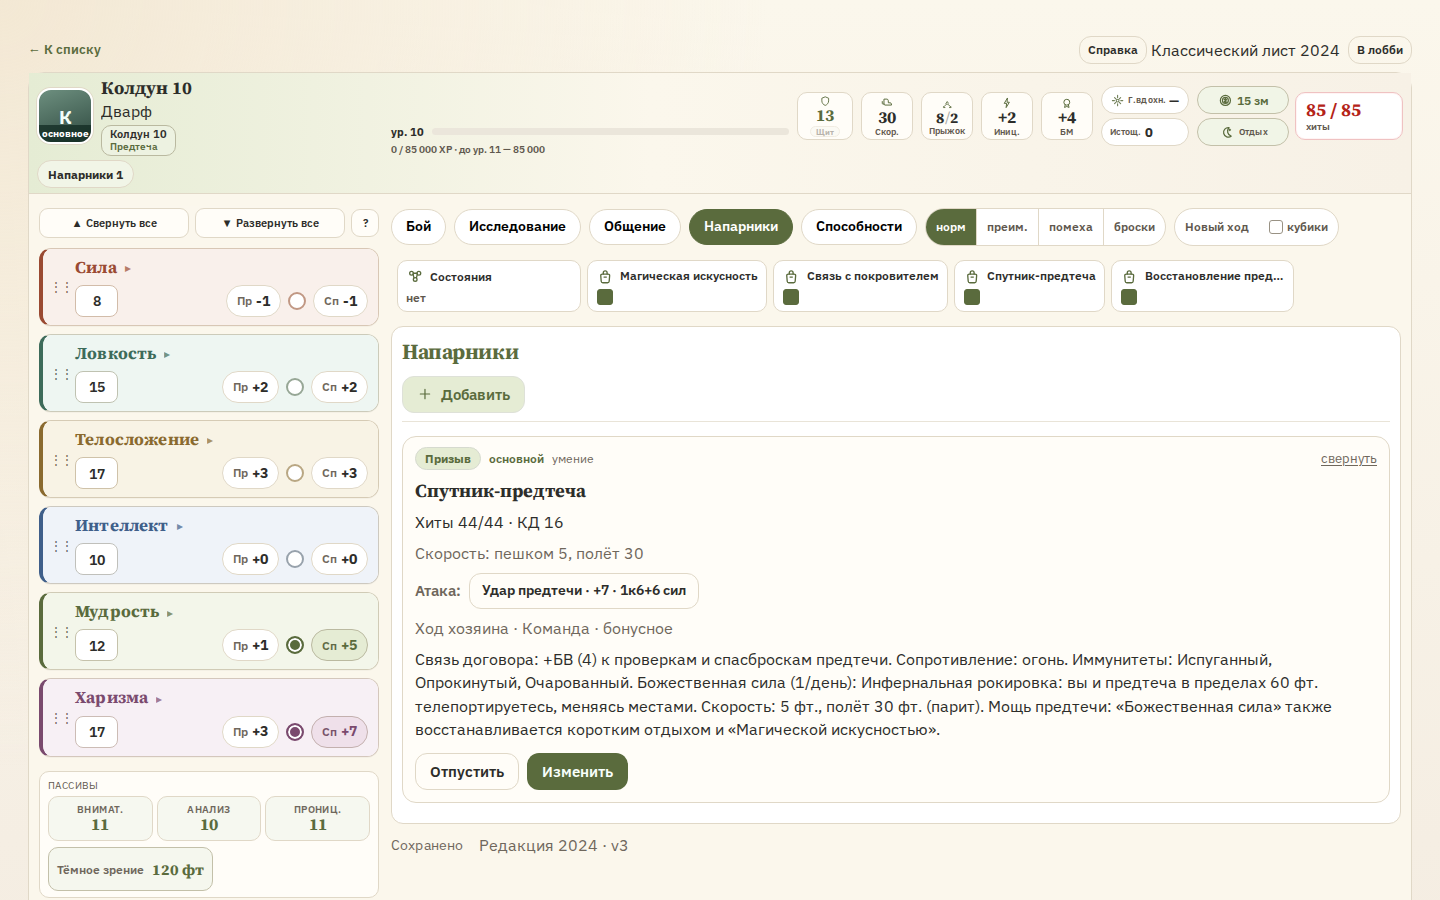 ← К списку
Справка
Классический лист 2024
В лобби
К
основное
Колдун 10
Дварф
Колдун 10
Предтеча
Напарники 1
ур. 10
0 / 85 000 XP · до ур. 11 — 85 000
13
Щит
30
Скор.
8/2
Прыжок
+2
Иниц.
+4
БМ
Г.вдохн. —
Истощ. 0
15 зм
Отдых
85 / 85
хиты
▲ Свернуть все
▼ Развернуть все
?
Бой
Исследование
Общение
Напарники
Способности
норм
преим.
помеха
броски
Новый ход
кубики
Сила ▸
8
Пр -1
Сп -1
Ловкость ▸
15
Пр +2
Сп +2
Телосложение ▸
17
Пр +3
Сп +3
Интеллект ▸
10
Пр +0
Сп +0
Мудрость ▸
12
Пр +1
Сп +5
Харизма ▸
17
Пр +3
Сп +7
ПАССИВЫ
ВНИМАТ.
11
АНАЛИЗ
10
ПРОНИЦ.
11
Тёмное зрение 120 фт
Состояния
нет
Магическая искусность
Связь с покровителем
Спутник-предтеча
Восстановление пред...
Напарники
+ Добавить
Призыв основной умение
свернуть
Спутник-предтеча
Хиты 44/44 · КД 16
Скорость: пешком 5, полёт 30
Атака: Удар предтечи · +7 · 1к6+6 сил
Ход хозяина · Команда · бонусное
Связь договора: +БВ (4) к проверкам и спасброскам предтечи. Сопротивление: огонь. Иммунитеты: Испуганный,
Опрокинутый, Очарованный. Божественная сила (1/день): Инфернальная рокировка: вы и предтеча в пределах 60 фт.
телепортируетесь, меняясь местами. Скорость: 5 фт., полёт 30 фт. (парит). Мощь предтечи: «Божественная сила» также
восстанавливается коротким отдыхом и «Магической искусностью».
Отпустить
Изменить
Сохранено
Редакция 2024 · v3